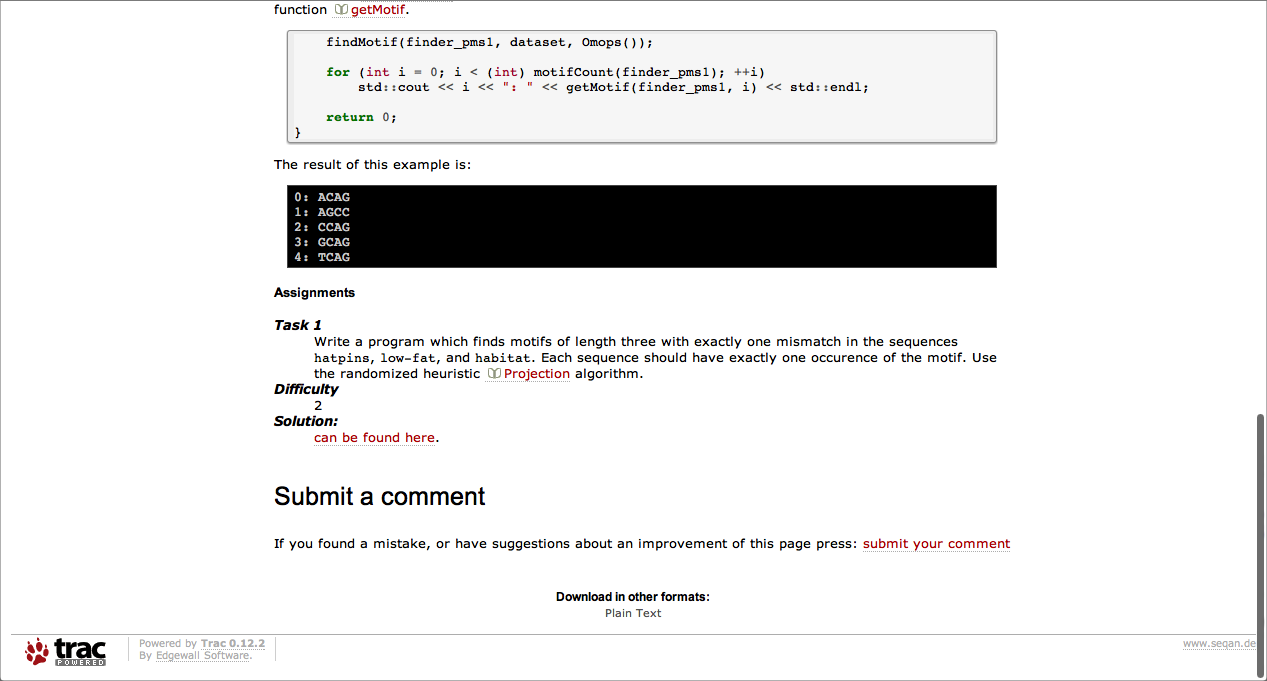 function getMotif.
findMotif(finder_pms1, dataset, Omops());
for (int i = 0; i < (int) motifCount(finder_pms1); ++i)
std::cout << i << ": " << getMotif(finder_pms1, i) << std::endl;
return 0;
}
The result of this example is:
0: ACAG
1: AGCC
2: CCAG
3: GCAG
4: TCAG
Assignments
Task 1
Write a program which finds motifs of length three with exactly one mismatch in the sequences
hatpins, low-fat, and habitat. Each sequence should have exactly one occurence of the motif. Use
the randomized heuristic Projection algorithm.
Difficulty
2
Solution:
can be found here.
Submit a comment
If you found a mistake, or have suggestions about an improvement of this page press: submit your comment
Download in other formats:
Plain Text
trac
POWERED
Powered by Trac 0.12.2
By Edgewall Software.
www.seqan.de